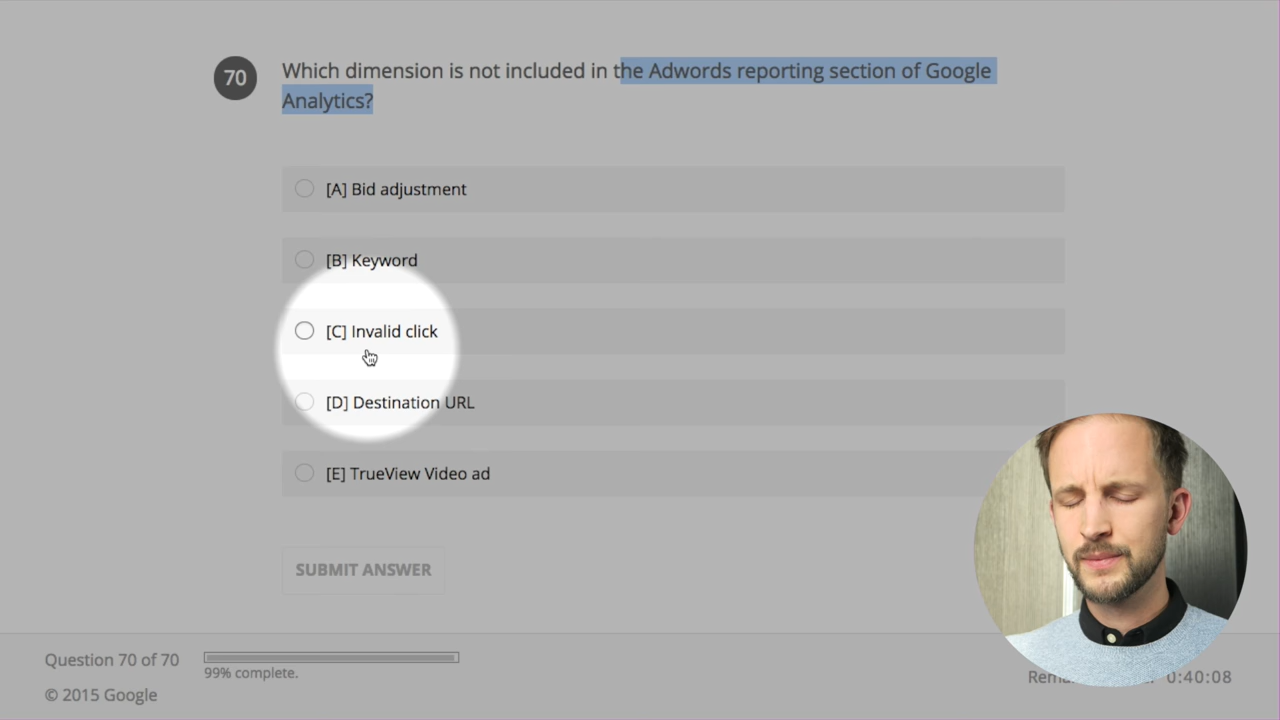 70
Which dimension is not included in the Adwords reporting section of Google
Analytics?
[A] Bid adjustment
[B] Keyword
[C] Invalid click
[D] Destination URL
[E] TrueView Video ad
SUBMIT ANSWER
Question 70 of 70
99% complete.
0:40:08
© 2015 Google